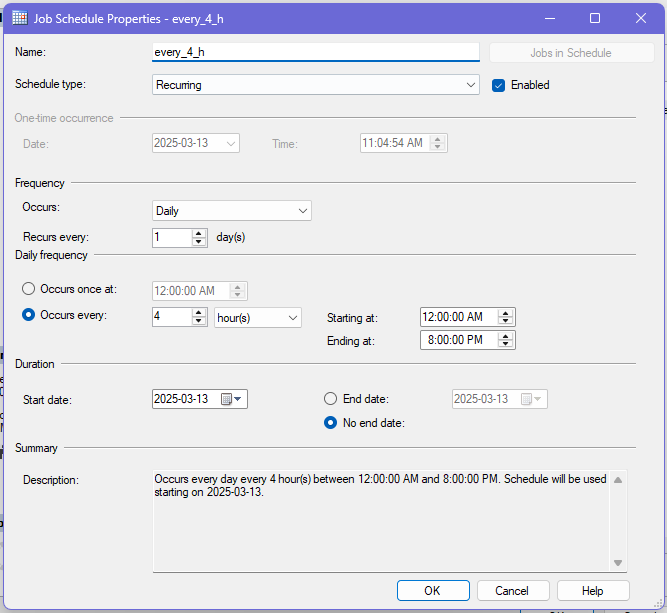 Job Schedule Properties - every_4_h
Name: every_4_h Jobs in Schedule
Schedule type: Recurring Enabled
One-time occurrence
Date: 2025-03-13 Time: 11:04:54 AM
Frequency
Occurs: Daily
Recurs every: 1 day(s)
Daily frequency
Occurs once at: 12:00:00 AM
Occurs every: 4 hour(s) Starting at: 12:00:00 AM
Ending at: 8:00:00 PM
Duration
Start date: 2025-03-13 End date: 2025-03-13
No end date:
Summary
Description: Occurs every day every 4 hour(s) between 12:00:00 AM and 8:00:00 PM. Schedule will be used
starting on 2025-03-13.
OK Cancel Help